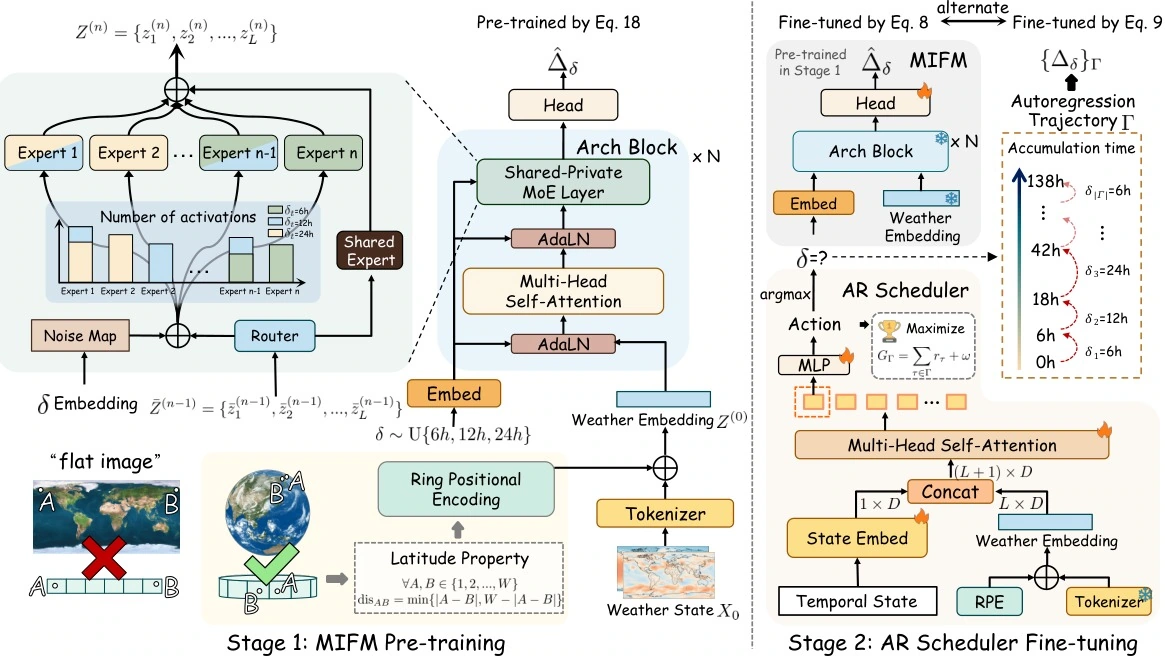 Z^{(n)} = {z_1^{(n)}, z_2^{(n)}, ..., z_L^{(n)}}
Expert 1
Expert 2
...
Expert n-1
Expert n
Number of activations
δ_t=6h
δ_t=12h
δ_t=24h
Expert 1
Expert 2
Expert 2
...
Expert n-1
Expert n
Shared
Expert
Noise Map
Router
δ Embedding
Z̄^{(n-1)} = {z̄_1^{(n-1)}, z̄_2^{(n-1)}, ..., z̄_L^{(n-1)}}
Pre-trained by Eq. 18
Δ̂_δ
Head
Arch Block
x N
Shared-Private
MoE Layer
AdaLN
Multi-Head
Self-Attention
AdaLN
Embed
δ ∼ U{6h, 12h, 24h}
Weather Embedding Z^{(0)}
"flat image"
A
B
A
B
B
A
B
A
Ring Positional
Encoding
Latitude Property
∀A, B ∈ {1, 2, ..., W}
dis_{AB} = min{|A − B|, W − |A − B|}
Tokenizer
Weather State X_0
Stage 1: MIFM Pre-training
Fine-tuned by Eq. 8
alternate
Fine-tuned by Eq. 9
Pre-trained
in Stage 1
Δ̂_δ
MIFM
Head
Arch Block
x N
Embed
Weather
Embedding
{Δ_δ}_Γ
Autoregression
Trajectory Γ
Accumulation time
138h
⋮
42h
18h
6h
0h
δ_{|Γ|}=6h
⋮
δ_3=24h
δ_2=12h
δ_1=6h
δ=?
argmax
AR Scheduler
Action
Maximize
G_Γ = ∑_{τ∈Γ} r_τ + ω
MLP
...
Multi-Head Self-Attention
(L + 1) × D
Concat
1 × D
L × D
State Embed
Weather Embedding
Temporal State
RPE
Tokenizer
Stage 2: AR Scheduler Fine-tuning